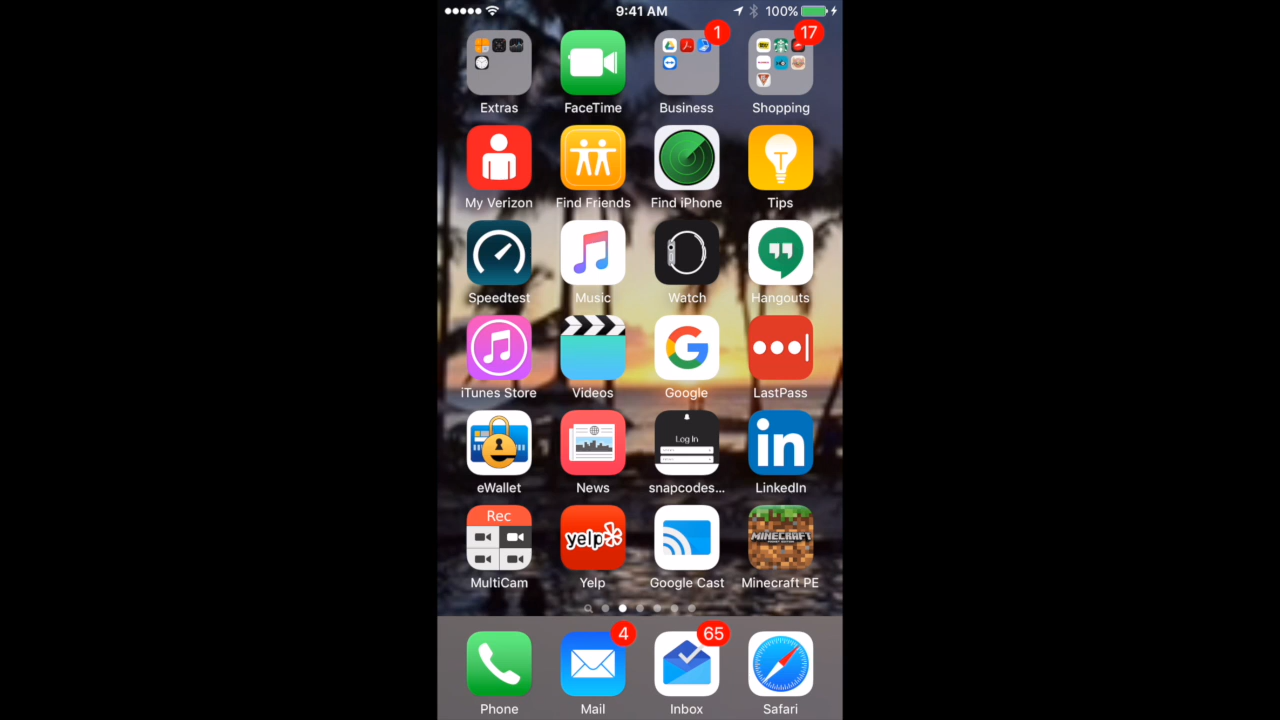 9:41 AM 100%
1 17
Extras FaceTime Business Shopping
My Verizon Find Friends Find iPhone Tips
Speedtest Music Watch Hangouts
G
iTunes Store Videos Google LastPass
Log In
in
eWallet News snapcodes... LinkedIn
Rec
yelp
MINECRAFT
MultiCam Yelp Google Cast Minecraft PE
4 65
Phone Mail Inbox Safari